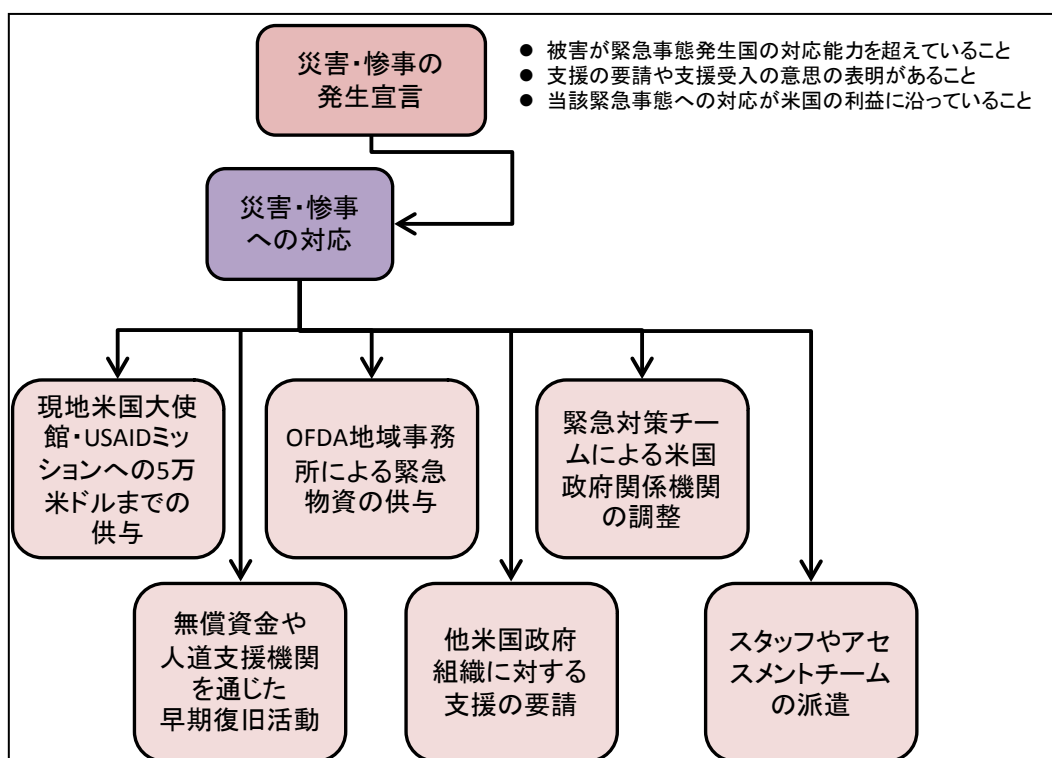 災害・惨事の
発生宣言
● 被害が緊急事態発生国の対応能力を超えていること
● 支援の要請や支援受入の意思の表明があること
● 当該緊急事態への対応が米国の利益に沿っていること
災害・惨事
への対応
現地米国大使
館・USAIDミッ
ションへの5万
米ドルまでの
供与
OFDA地域事務
所による緊急
物資の供与
緊急対策チー
ムによる米国
政府関係機関
の調整
無償資金や
人道支援機関
を通じた
早期復旧活動
他米国政府
組織に対する
支援の要請
スタッフやアセ
スメントチーム
の派遣